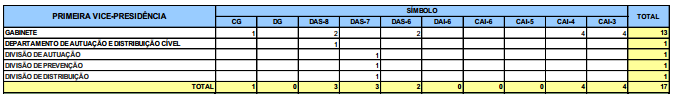 PRIMEIRA VICE-PRESIDÊNCIA SÍMBOLO TOTAL
CG DG DAS-8 DAS-7 DAS-6 DAI-6 CAI-6 CAI-5 CAI-4 CAI-3
GABINETE 1 2 2 4 4 13
DEPARTAMENTO DE AUTUAÇÃO E DISTRIBUIÇÃO CÍVEL 1 1
DIVISÃO DE AUTUAÇÃO 1 1
DIVISÃO DE PREVENÇÃO 1 1
DIVISÃO DE DISTRIBUIÇÃO 1 1
TOTAL 1 0 3 3 2 0 0 0 4 4 17